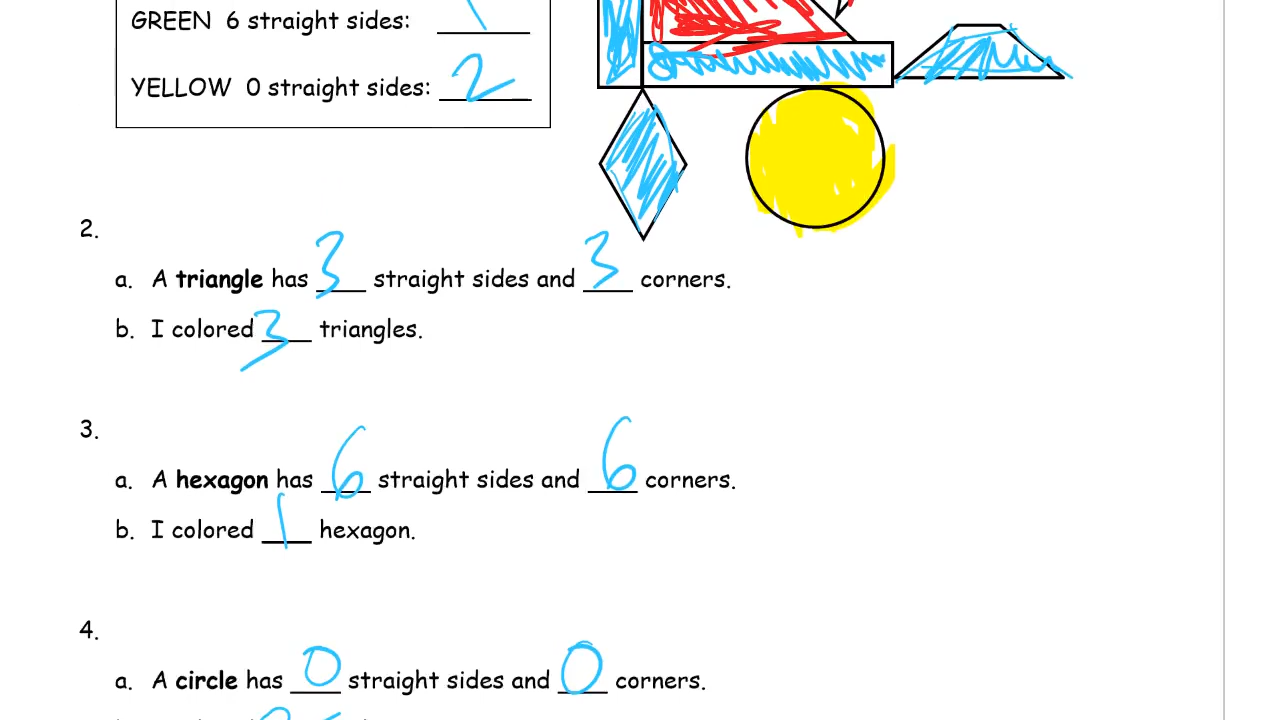 GREEN 6 straight sides: 1
YELLOW 0 straight sides: 2
2.
a. A triangle has 3 straight sides and 3 corners.
b. I colored 3 triangles.
3.
a. A hexagon has 6 straight sides and 6 corners.
b. I colored 1 hexagon.
4.
a. A circle has 0 straight sides and 0 corners.